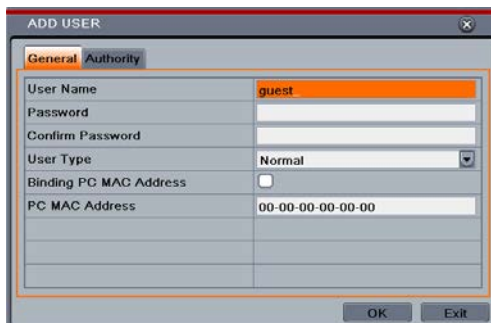 ADD USER
General Authority
User Name guest_
Password
Confirm Password
User Type Normal
Binding PC MAC Address
PC MAC Address 00-00-00-00-00-00
OK Exit